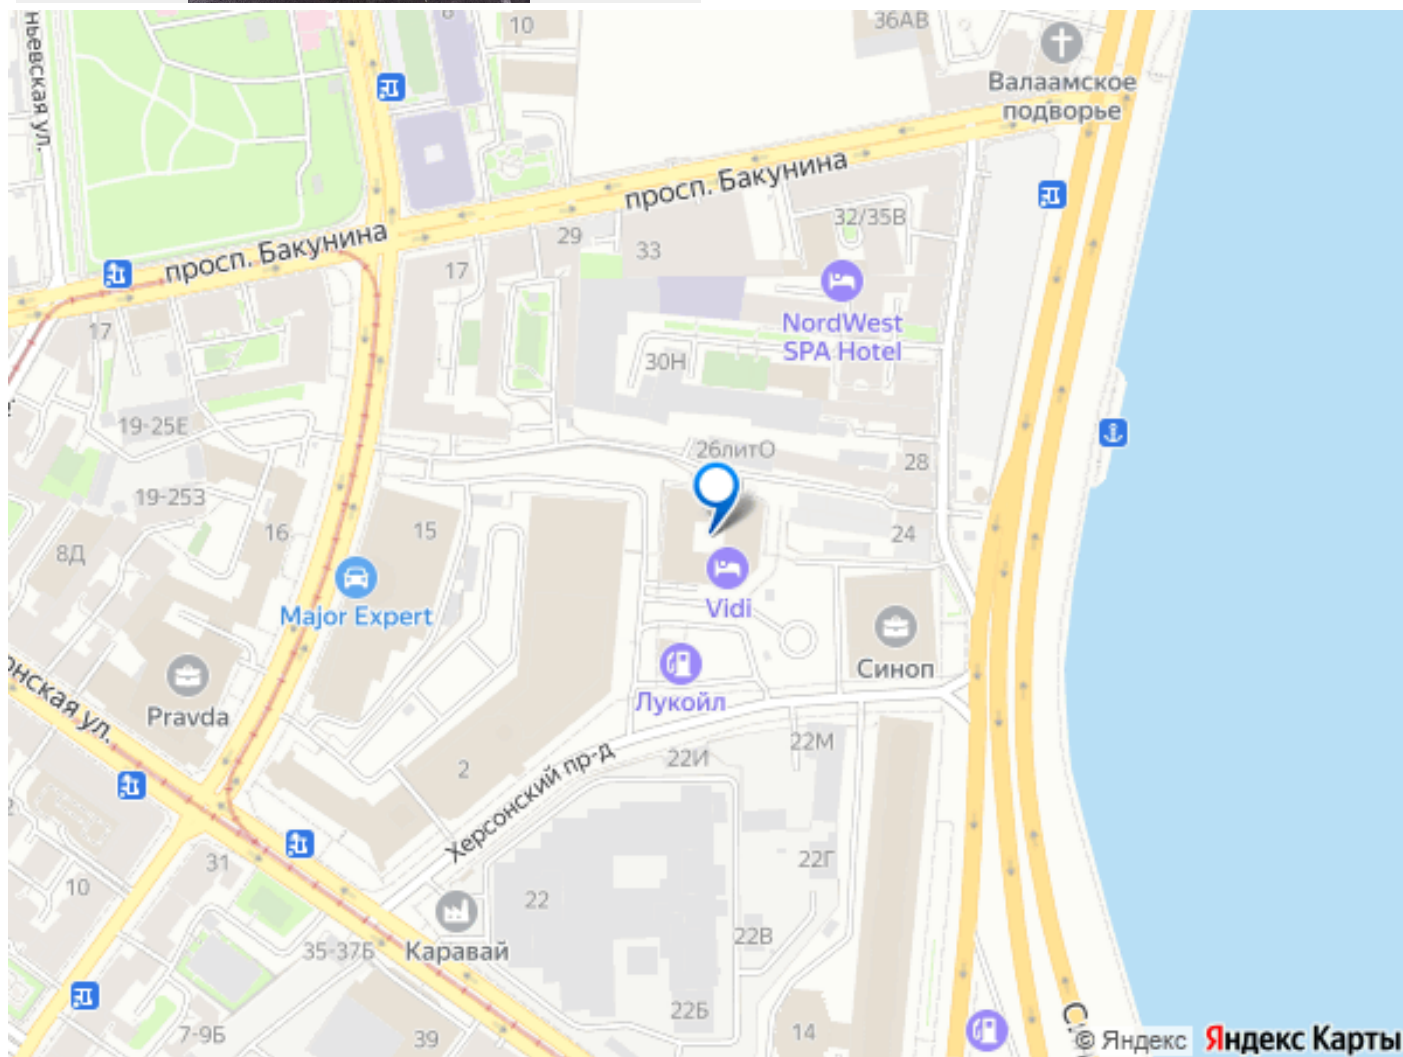 6
10
36АВ
Валаамское
подворье
ньевская ул.
просп. Бакунина
32/35В
29
33
просп. Бакунина
17
17
NordWest
SPA Hotel
30Н
19-25Е
26литО
28
19-253
16
15
24
8Д
Major Expert
Vidi
Синоп
онская ул.
Pravda
Лукойл
22М
22И
2
Херсонский пр-д
31
22Г
10
22
22В
35-37Б
Каравай
22Б
7-9Б
39
14
© Яндекс
Яндекс Карты